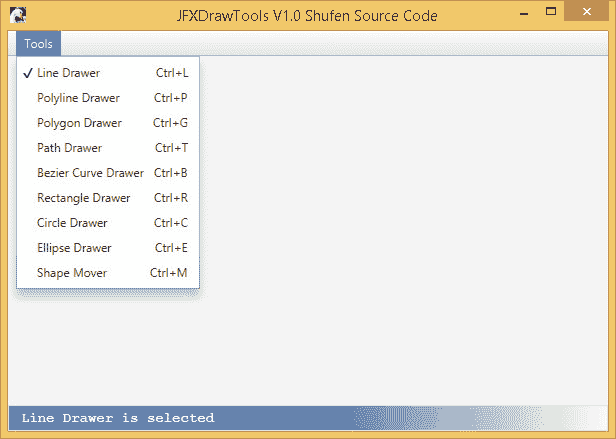 JFXDrawTools V1.0 Shufen Source Code
Tools
✓ Line Drawer Ctrl+L
Polyline Drawer Ctrl+P
Polygon Drawer Ctrl+G
Path Drawer Ctrl+T
Bezier Curve Drawer Ctrl+B
Rectangle Drawer Ctrl+R
Circle Drawer Ctrl+C
Ellipse Drawer Ctrl+E
Shape Mover Ctrl+M
Line Drawer is selected